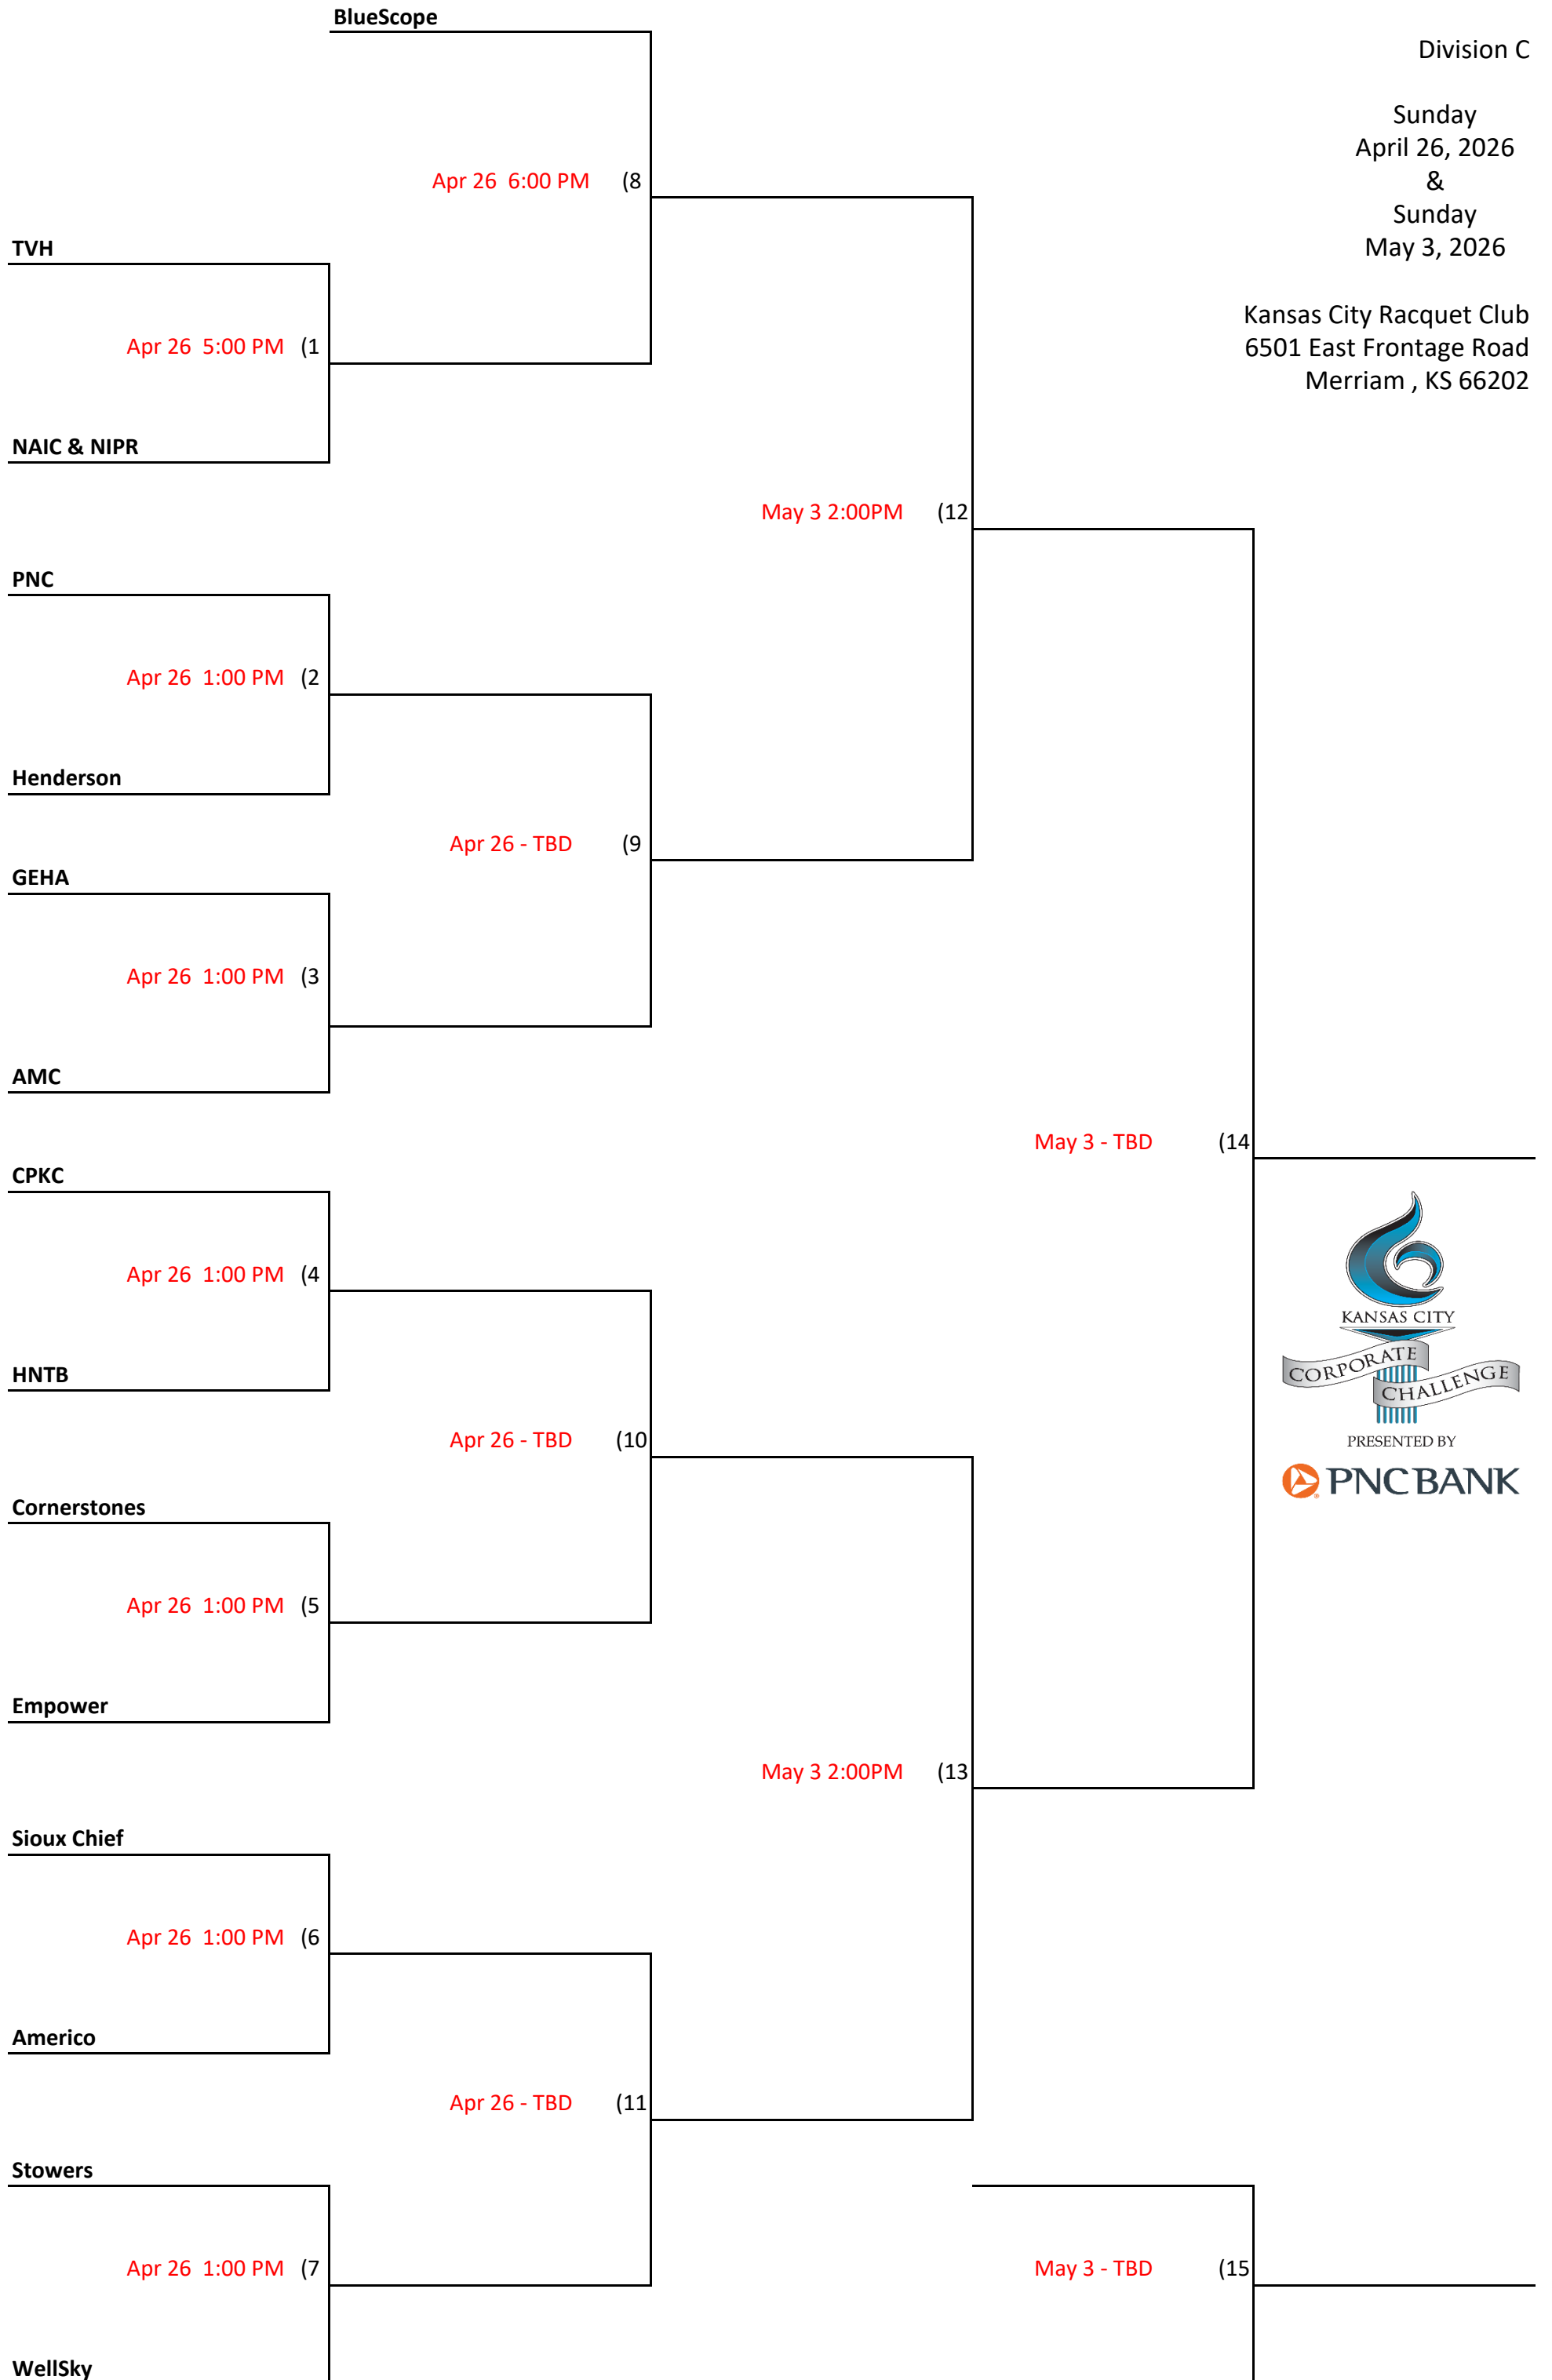 BlueScope
Division C
Sunday
April 26, 2026
&
Sunday
May 3, 2026
Apr 26  6:00 PM (8
TVH
Apr 26  5:00 PM (1
Kansas City Racquet Club
6501 East Frontage Road
Merriam , KS 66202
NAIC & NIPR
May 3 2:00PM (12
PNC
Apr 26  1:00 PM (2
Henderson
Apr 26 - TBD (9
GEHA
Apr 26  1:00 PM (3
AMC
May 3 - TBD (14
CPKC
Apr 26  1:00 PM (4
HNTB
KANSAS CITY
CORPORATE
CHALLENGE
PRESENTED BY
PNC BANK
Apr 26 - TBD (10
Cornerstones
Apr 26  1:00 PM (5
Empower
May 3 2:00PM (13
Sioux Chief
Apr 26  1:00 PM (6
Americo
Apr 26 - TBD (11
Stowers
Apr 26  1:00 PM (7
May 3 - TBD (15
WellSky